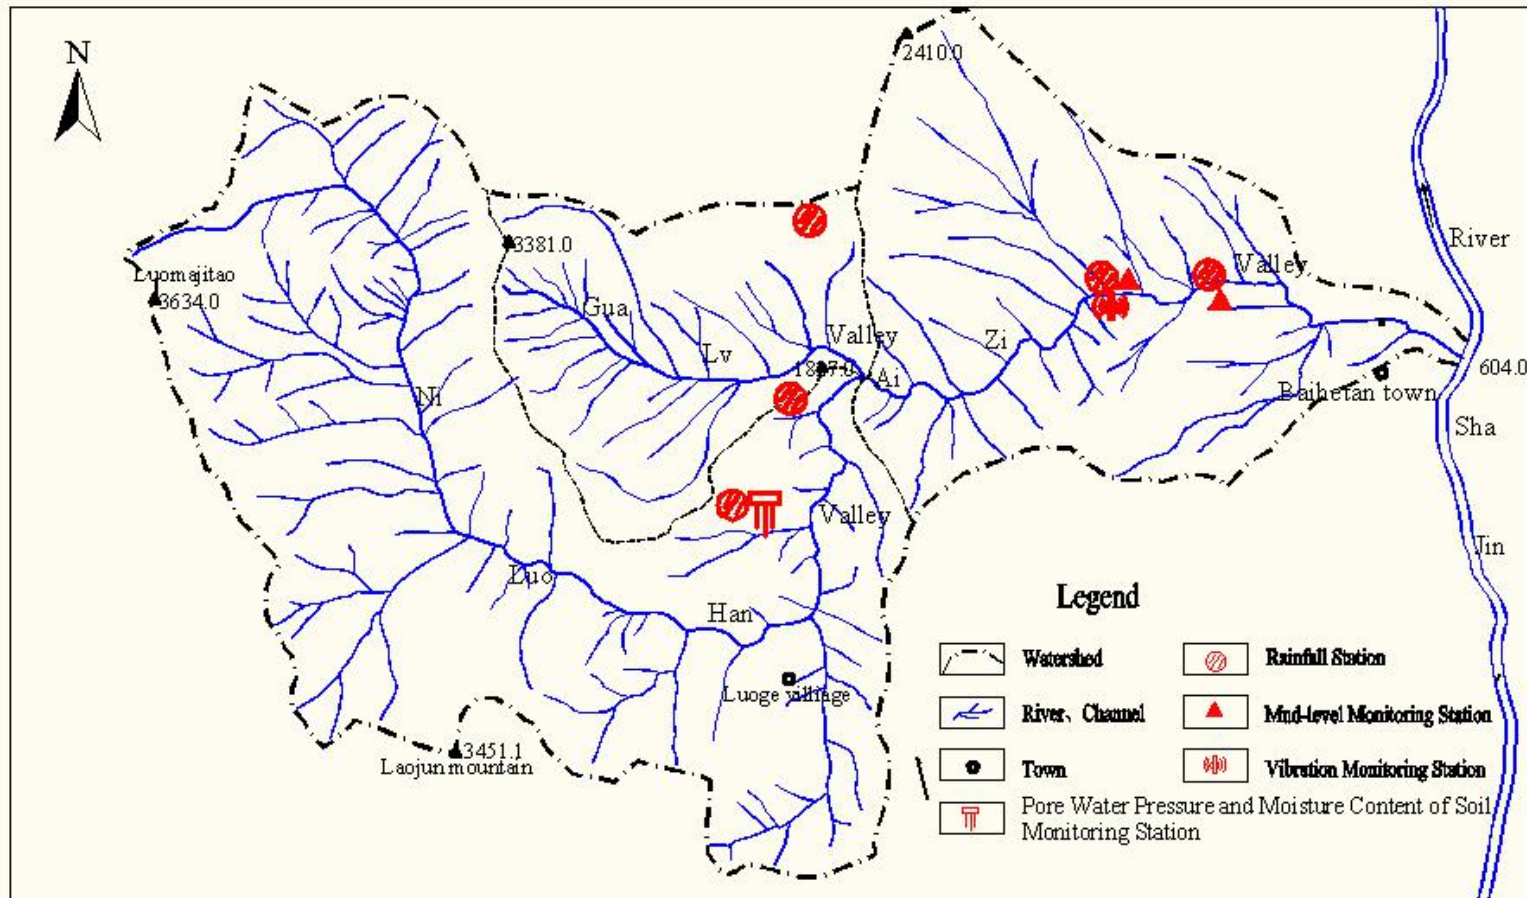 N
2410.0
River
Valley
3381.0
Luomajitao
3634.0
Gua
Valley
Zi
Lv
604.0
Ai
Ni
Baihetan town
Sha
Valley
Jin
Luo
Legend
Han
Watershed
Rainfall Station
Luoge villiage
River、Channel
Mnd-level Monitoring Station
3451.1
Laojun mountain
Town
Vibration Monitoring Station
Pore Water Pressure and Moisture Content of Soil
Monitoring Station